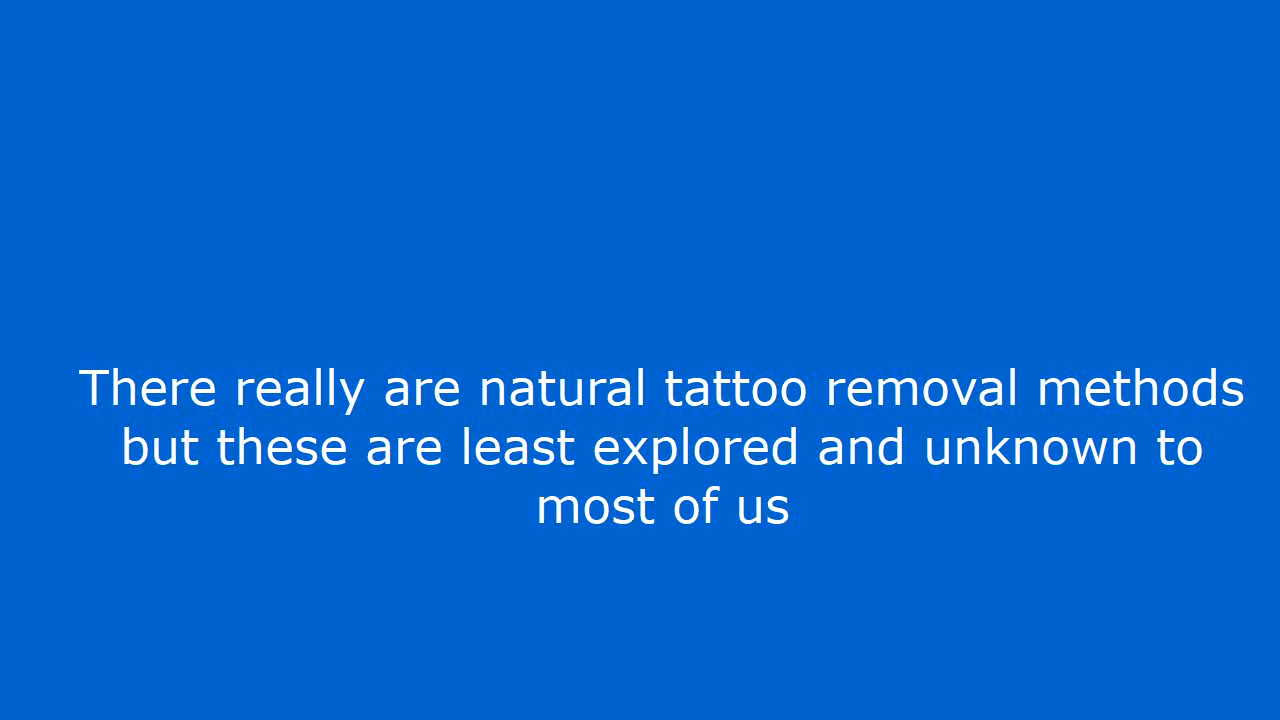 There really are natural tattoo removal methods
but these are least explored and unknown to
most of us